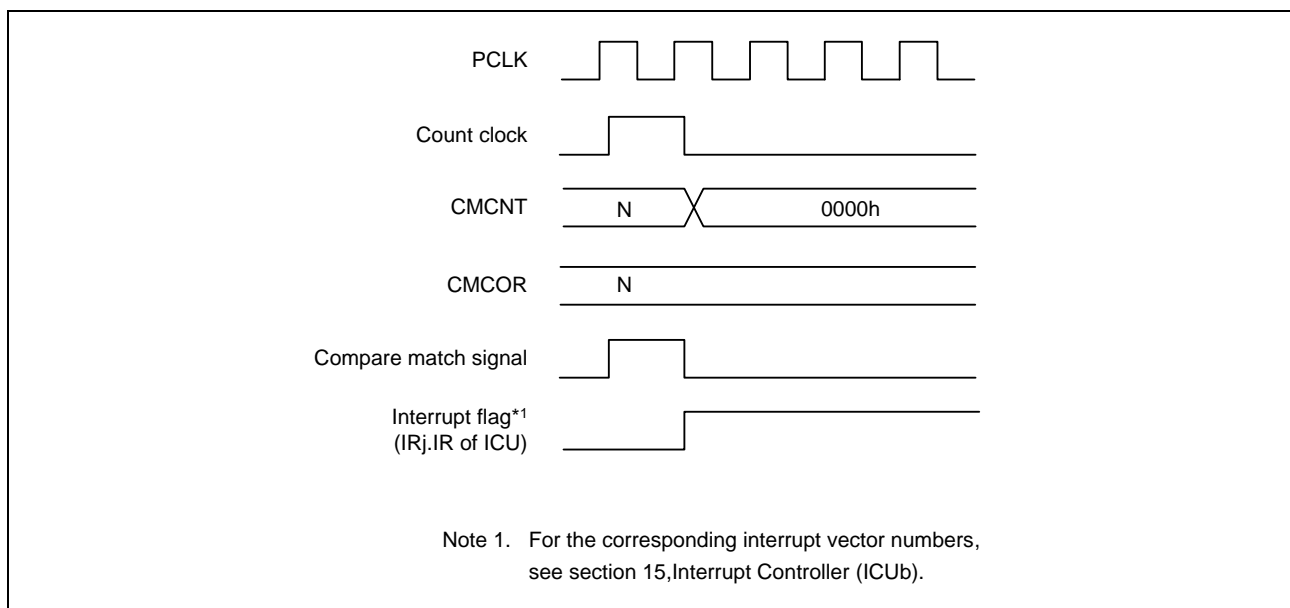 PCLK
Count clock
CMCNT
N
0000h
CMCOR
N
Compare match signal
Interrupt flag*1
(IRj.IR of ICU)
Note 1. For the corresponding interrupt vector numbers,
see section 15,Interrupt Controller (ICUb).